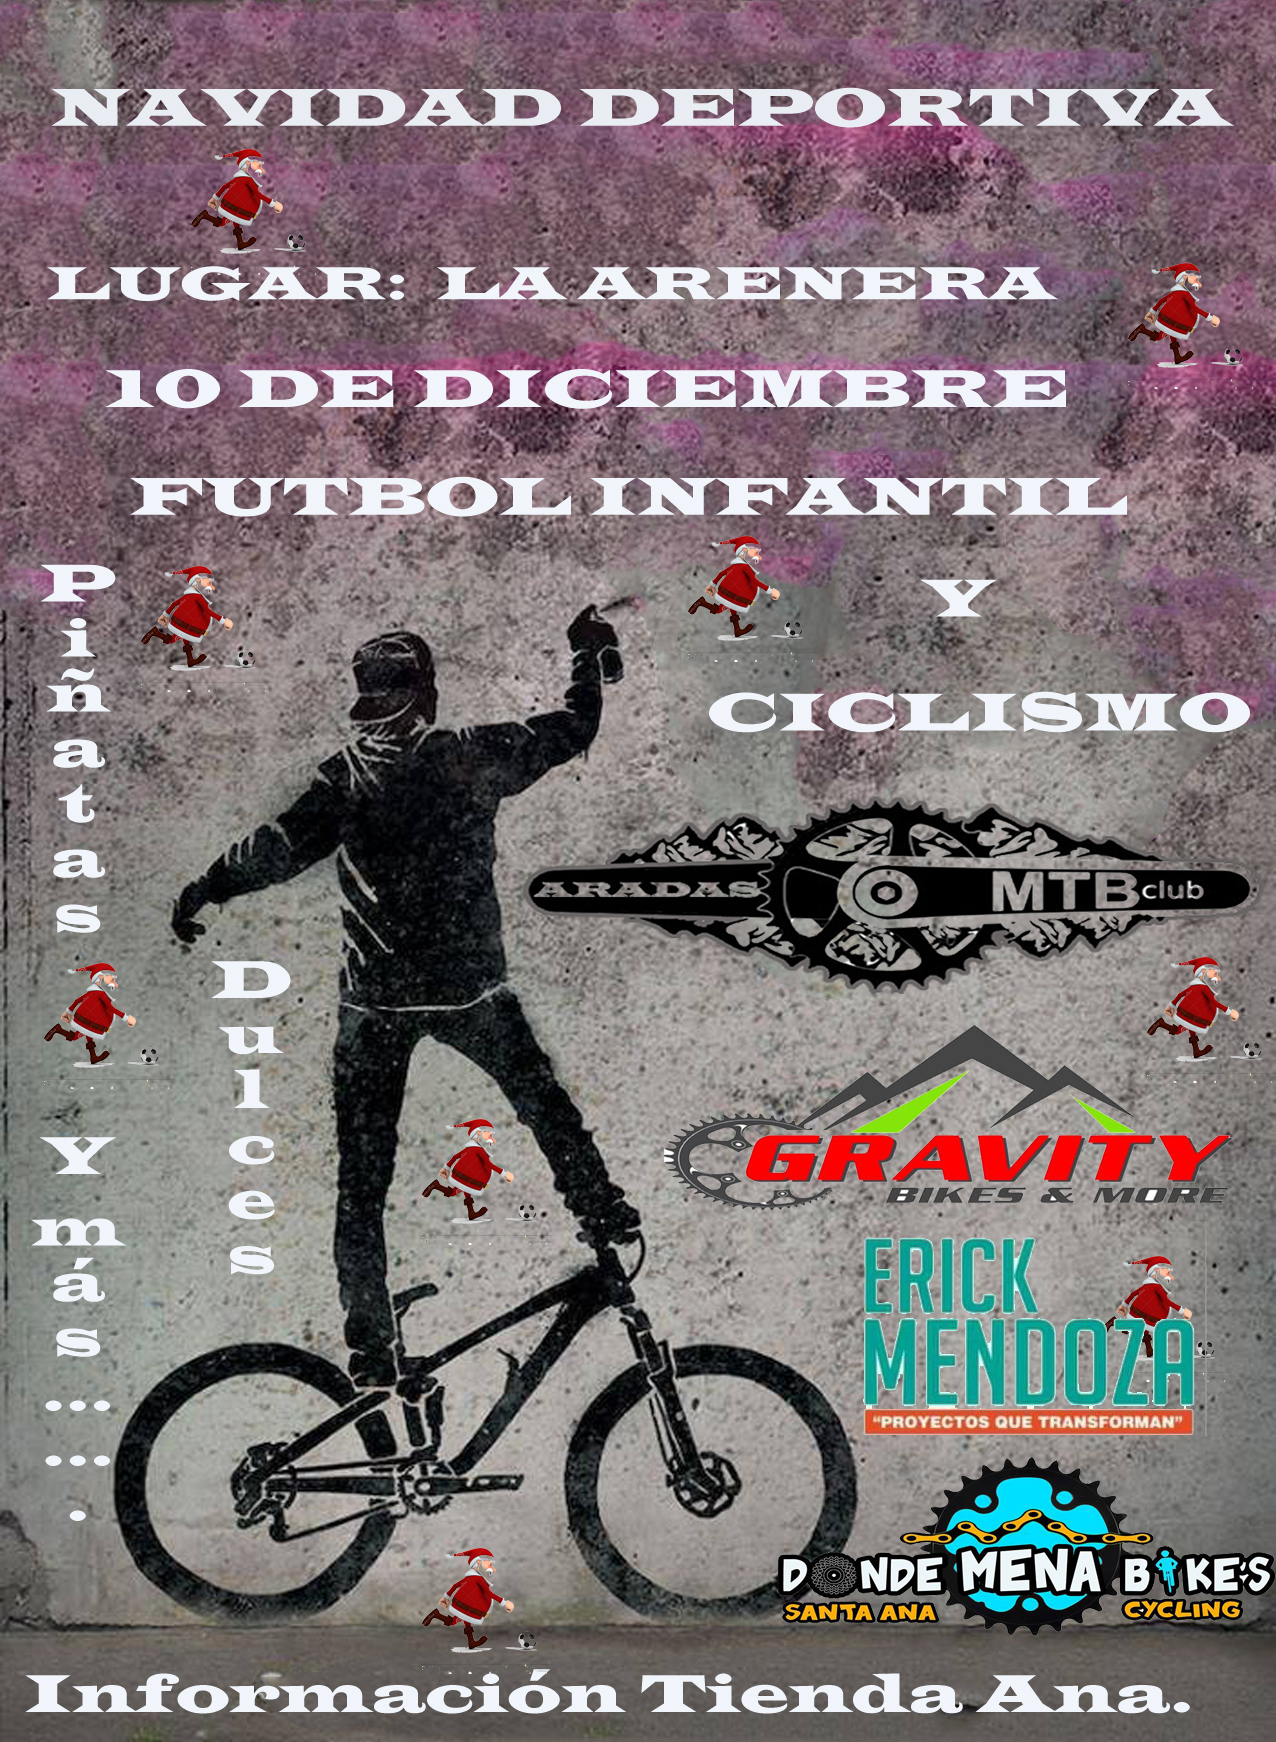 NAVIDAD DEPORTIVA
LUGAR: LA ARENERA
10 DE DICIEMBRE
FUTBOL INFANTIL
Y
CICLISMO
Piñatas
Dulces
Y más.......
ARADAS MTB club
GRAVITY
BIKES & MORE
ERICK
MENDOZA
“PROYECTOS QUE TRANSFORMAN”
DONDE MENA BIKE'S
SANTA ANA CYCLING
Información Tienda Ana.